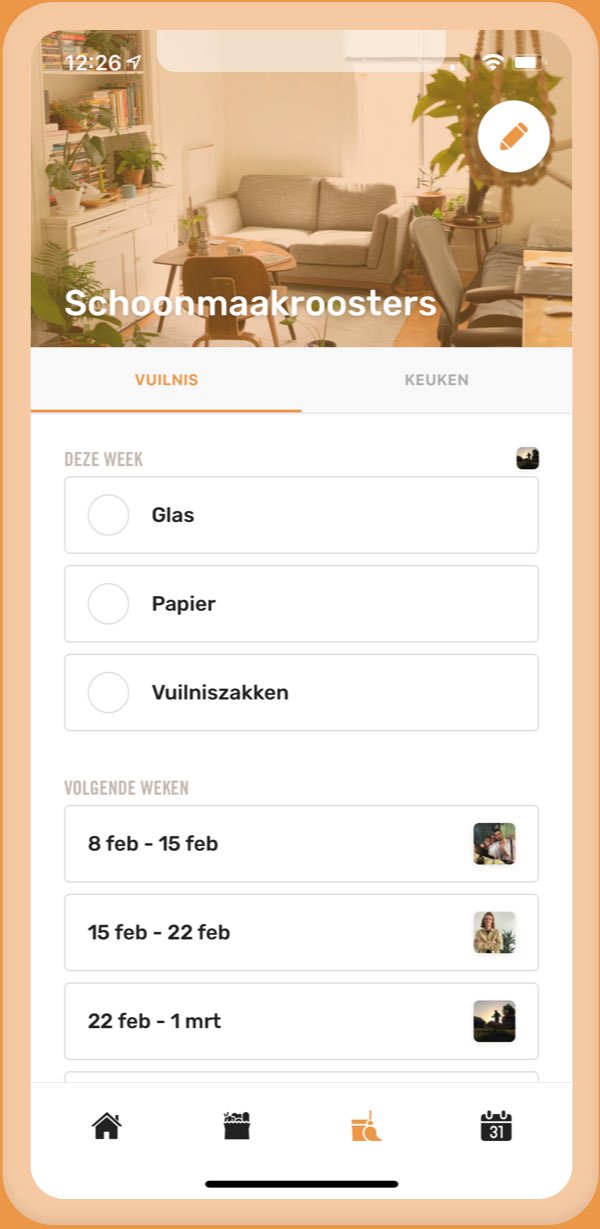 12:26
Schoonmaakroosters
VUILNIS
KEUKEN
DEZE WEEK
Glas
Papier
Vuilniszakken
VOLGENDE WEKEN
8 feb - 15 feb
15 feb - 22 feb
22 feb - 1 mrt
31